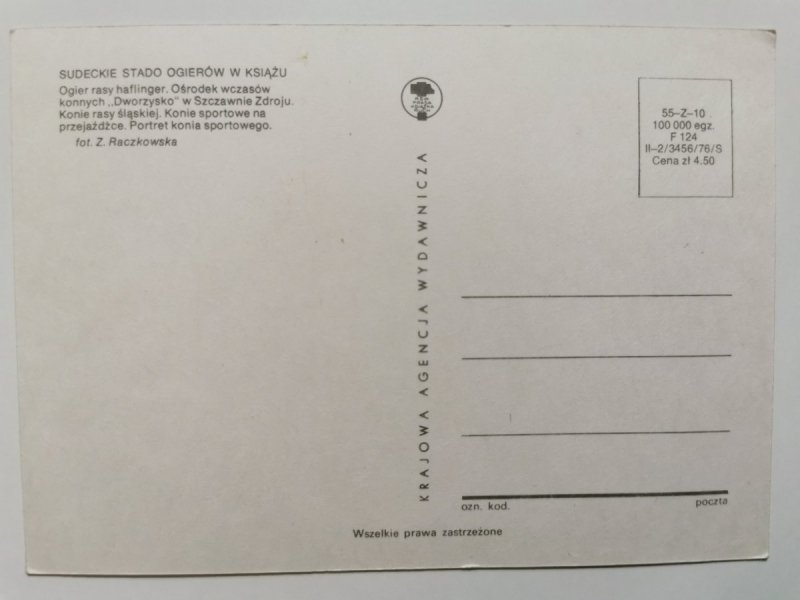 SUDECKIE STADO OGIERÓW W KSIĄŻU
Ogier rasy haflinger. Ośrodek wczasów
konnych „Dworzysko" w Szczawnie Zdroju.
Konie rasy śląskiej. Konie sportowe na
przejażdżce. Portret konia sportowego.
fot. Z. Raczkowska
KRAJOWA AGENCJA WYDAWNICZA
55-Z-10
100 000 egz.
F 124
II-2/3456/76/S
Cena zł 4.50
ozn. kod.
poczta
Wszelkie prawa zastrzeżone